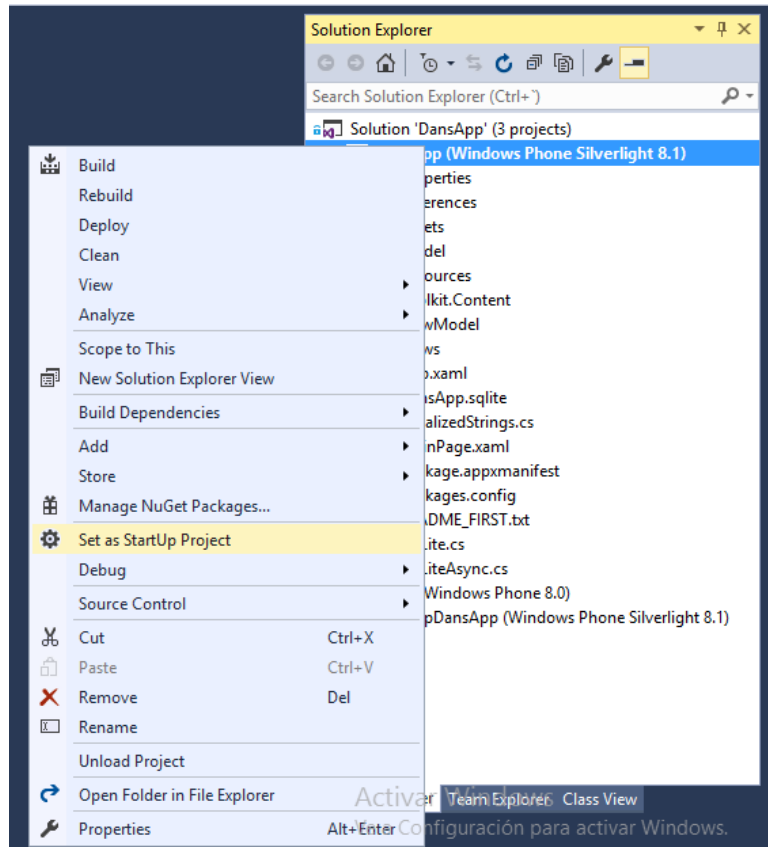 Solution Explorer
Search Solution Explorer (Ctrl+`)
Solution 'DansApp' (3 projects)
pp (Windows Phone Silverlight 8.1)
perties
erences
ets
del
ources
lkit.Content
wModel
ws
p.xaml
nsApp.sqlite
alizedStrings.cs
inPage.xaml
kage.appxmanifest
kages.config
DME_FIRST.txt
ite.cs
iteAsync.cs
Windows Phone 8.0)
pDansApp (Windows Phone Silverlight 8.1)
Build
Rebuild
Deploy
Clean
View
Analyze
Scope to This
New Solution Explorer View
Build Dependencies
Add
Store
Manage NuGet Packages...
Set as StartUp Project
Debug
Source Control
Cut Ctrl+X
Paste Ctrl+V
Remove Del
Rename
Unload Project
Open Folder in File Explorer
Properties Alt+Enter
er Team Explorer Class View
Activar Windows
Configuración para activar Windows.